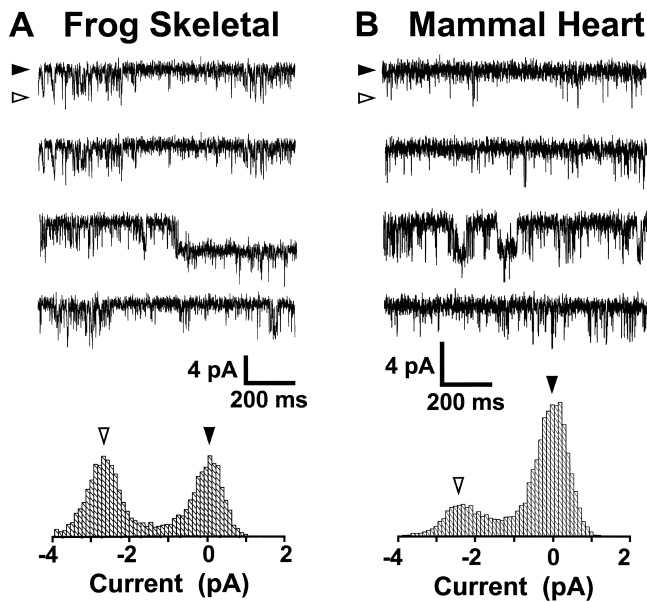 A Frog Skeletal
B Mammal Heart
4 pA
200 ms
4 pA
200 ms
-4 -2 0 2
Current (pA)
-4 -2 0 2
Current (pA)